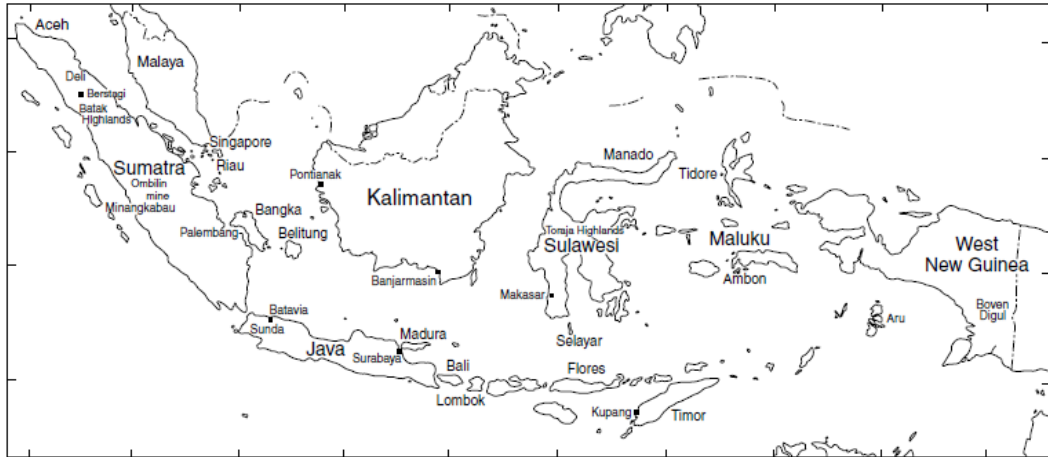 Aceh
Malaya
Deli
Berstagi
Batak
Highlands
Singapore
Riau
Sumatra
Ombilin
mine
Minangkabau
Palembang
Bangka
Belitung
Pontianak
Kalimantan
Banjarmasin
Manado
Tidore
Toraja Highlands
Sulawesi
Maluku
Ambon
Makasar
Selayar
West
New Guinea
Boven
Digul
Aru
Batavia
Sunda
Java
Madura
Surabaya
Bali
Lombok
Flores
Kupang
Timor